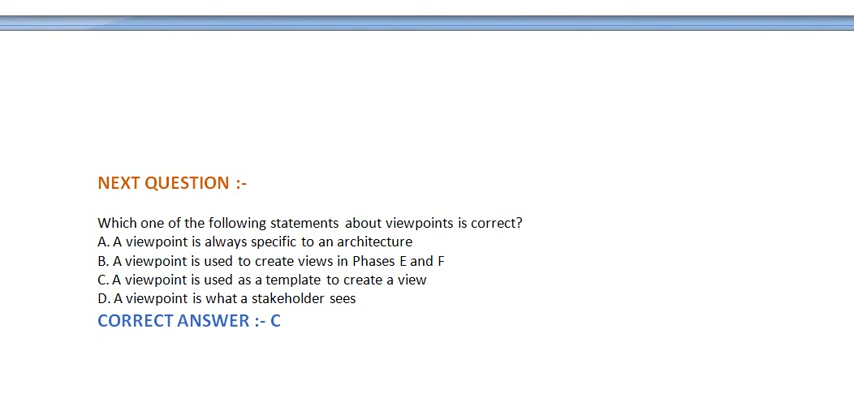 NEXT QUESTION :-
Which one of the following statements about viewpoints is correct?
A. A viewpoint is always specific to an architecture
B. A viewpoint is used to create views in Phases E and F
C. A viewpoint is used as a template to create a view
D. A viewpoint is what a stakeholder sees
CORRECT ANSWER :- C